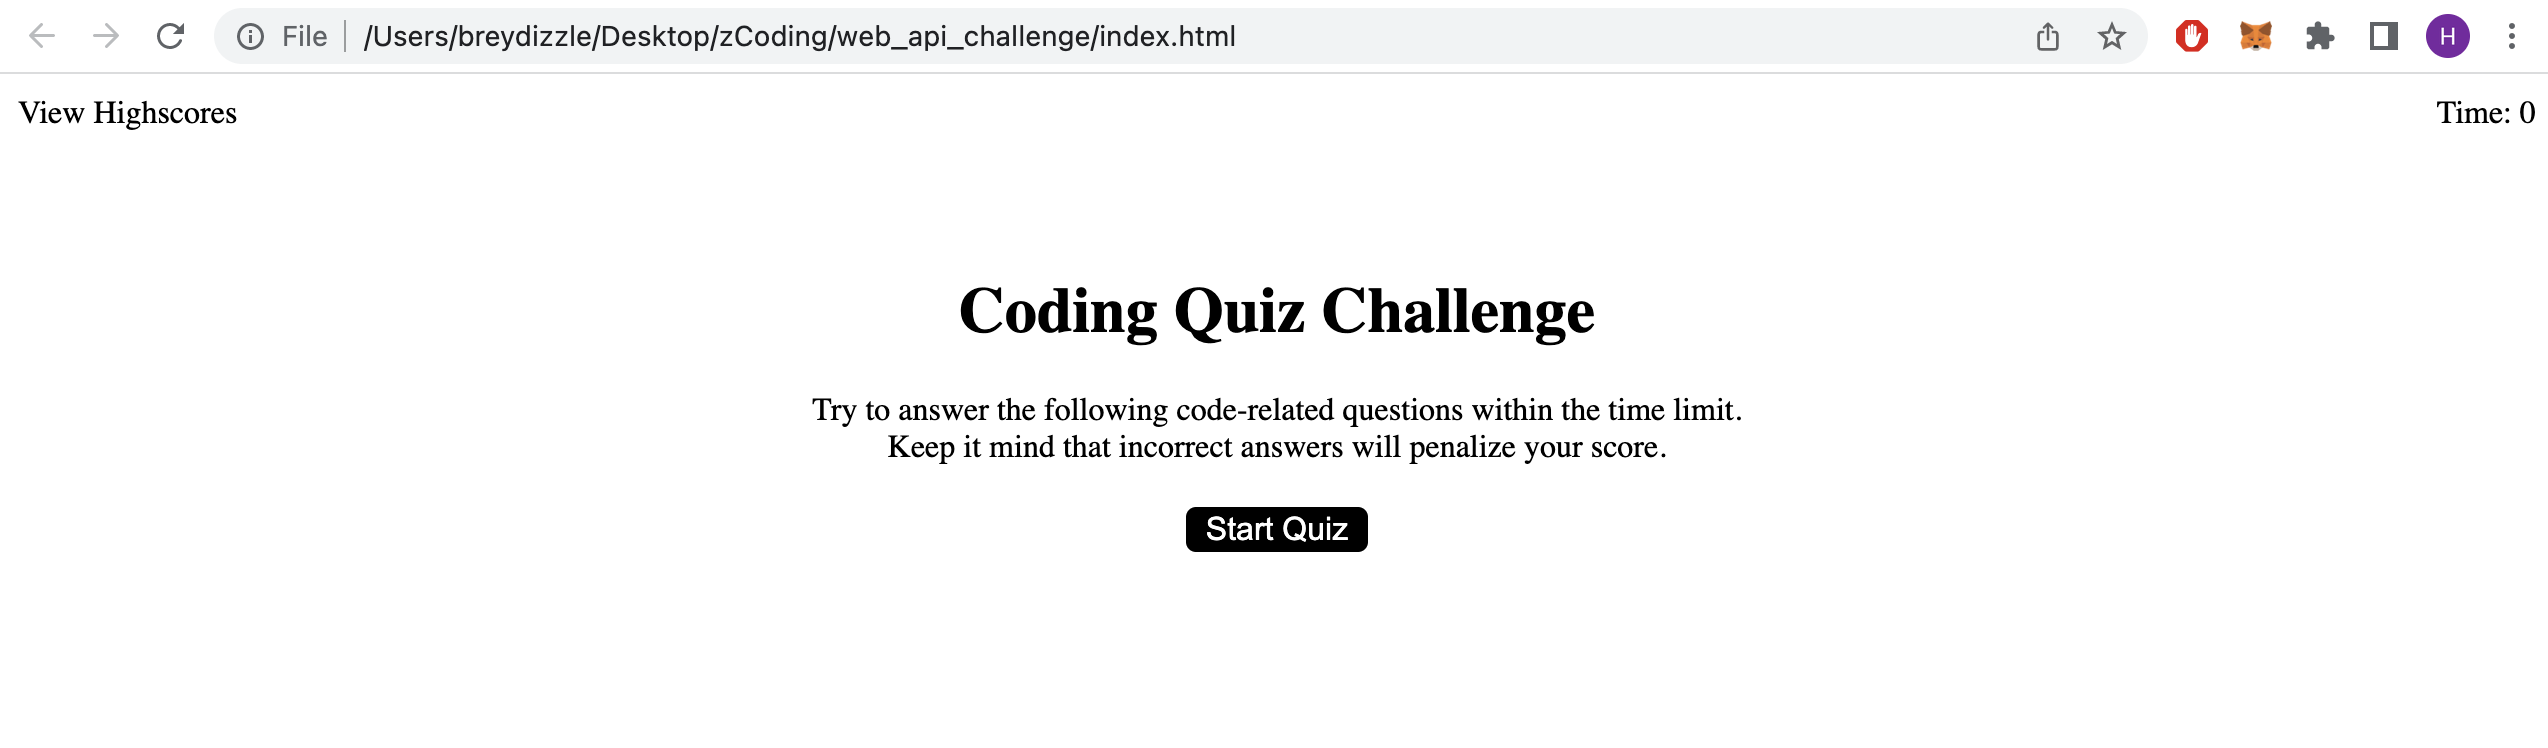 File /Users/breydizzle/Desktop/zCoding/web_api_challenge/index.html
H
View Highscores
Time: 0
Coding Quiz Challenge
Try to answer the following code-related questions within the time limit.
Keep it mind that incorrect answers will penalize your score.
Start Quiz